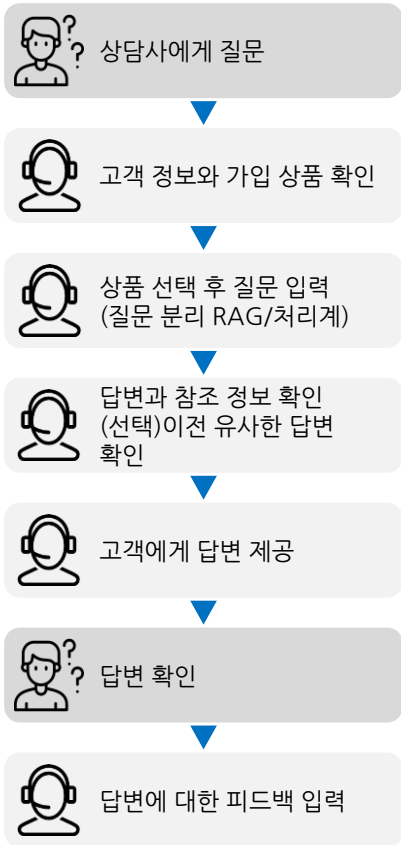 상담사에게 질문
고객 정보와 가입 상품 확인
상품 선택 후 질문 입력
(질문 분리 RAG/처리계)
답변과 참조 정보 확인
(선택)이전 유사한 답변
확인
고객에게 답변 제공
답변 확인
답변에 대한 피드백 입력